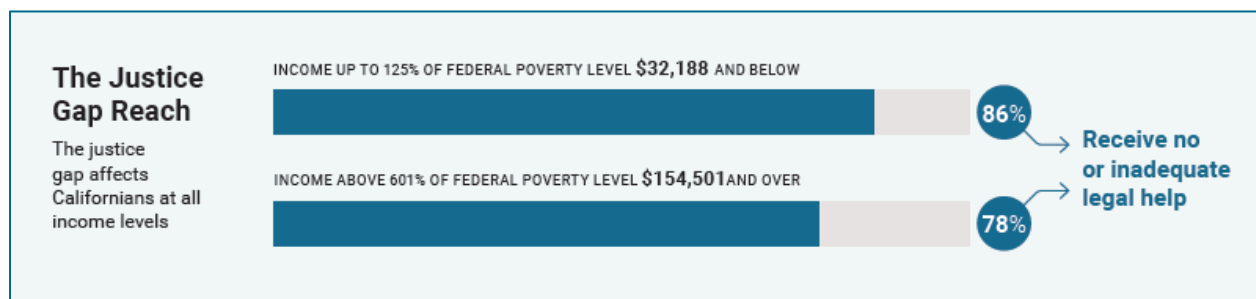 The Justice
Gap Reach
The justice
gap affects
Californians at all
income levels
INCOME UP TO 125% OF FEDERAL POVERTY LEVEL $32,188 AND BELOW
86%
INCOME ABOVE 601% OF FEDERAL POVERTY LEVEL $154,501AND OVER
78%
Receive no
or inadequate
legal help